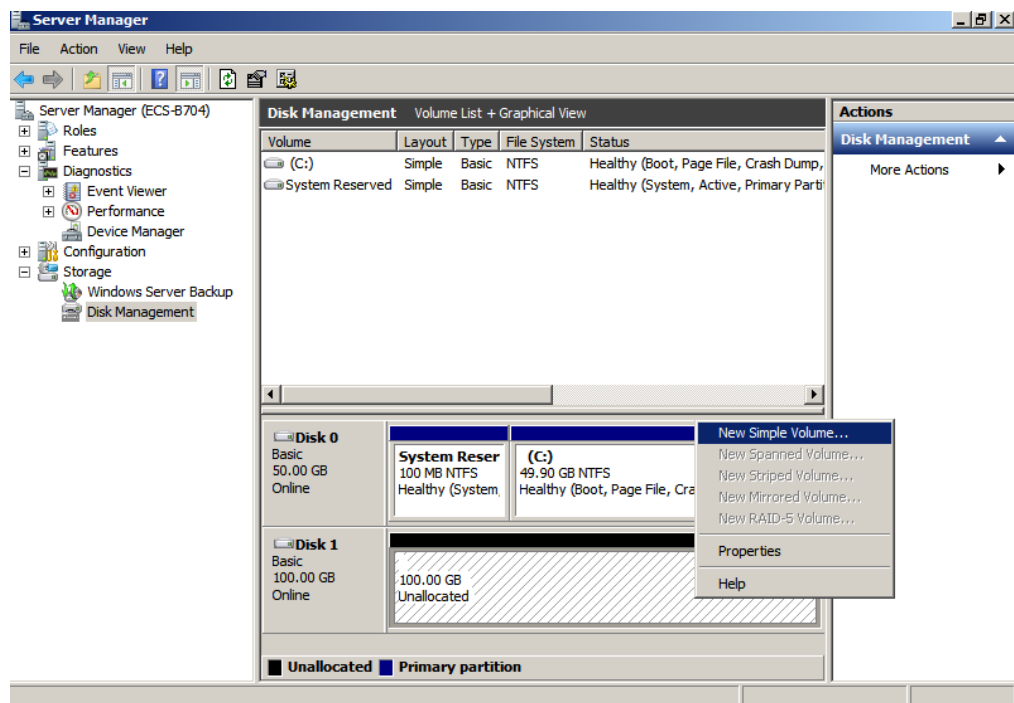 Server Manager
File Action View Help
Server Manager (ECS-B704)
Roles
Features
Diagnostics
Event Viewer
Performance
Device Manager
Configuration
Storage
Windows Server Backup
Disk Management
Disk Management Volume List + Graphical View
Volume Layout Type File System Status
(C:) Simple Basic NTFS Healthy (Boot, Page File, Crash Dump,
System Reserved Simple Basic NTFS Healthy (System, Active, Primary Parti
Disk 0
Basic
50.00 GB
Online
System Reser
100 MB NTFS
Healthy (System,
(C:)
49.90 GB NTFS
Healthy (Boot, Page File, Cra
Disk 1
Basic
100.00 GB
Online
100.00 GB
Unallocated
New Simple Volume...
New Spanned Volume...
New Striped Volume...
New Mirrored Volume...
New RAID-5 Volume...
Properties
Help
Unallocated Primary partition
Actions
Disk Management
More Actions